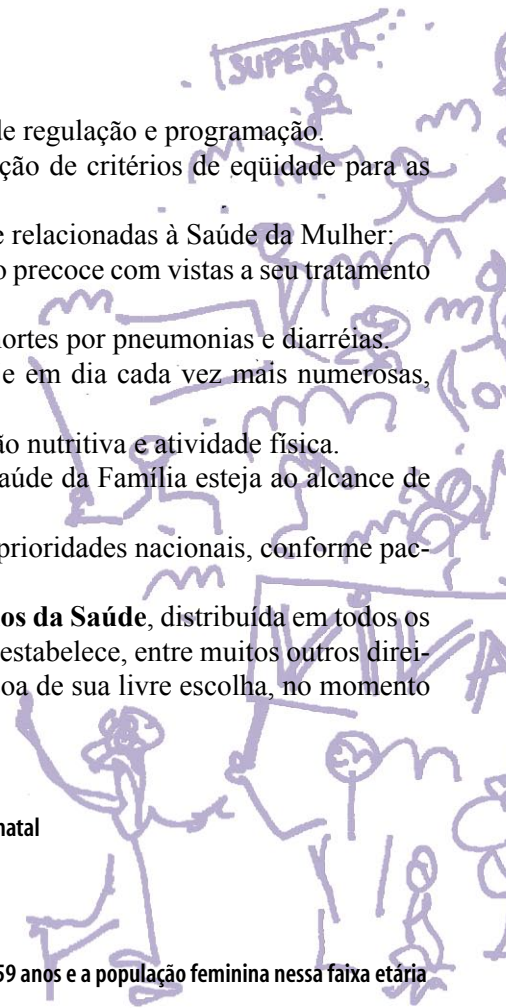 SUPERAR
de regulação e programação.
ção de critérios de eqüidade para as
e relacionadas à Saúde da Mulher:
o precoce com vistas a seu tratamento
mortes por pneumonias e diarréias.
e em dia cada vez mais numerosas,
ão nutritiva e atividade física.
aúde da Família esteja ao alcance de
prioridades nacionais, conforme pac-
os da Saúde, distribuída em todos os
estabelece, entre muitos outros direi-
oa de sua livre escolha, no momento
VIVA
natal
59 anos e a população feminina nessa faixa etária